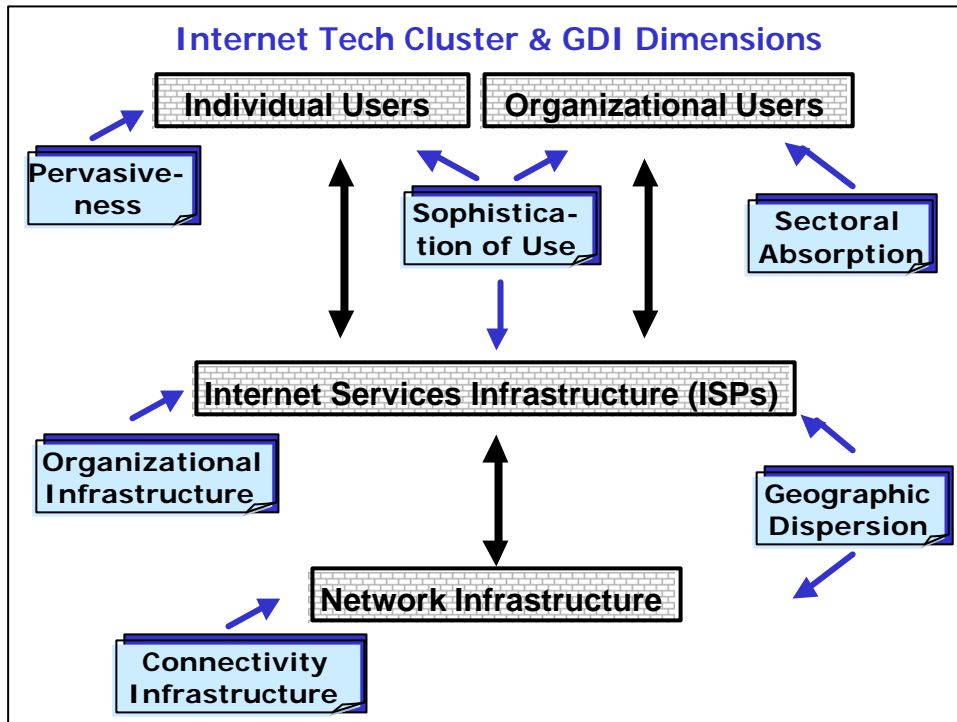 Internet Tech Cluster & GDI Dimensions
Individual Users
Organizational Users
Pervasive-
ness
Sophistica-
tion of Use
Sectoral
Absorption
Internet Services Infrastructure (ISPs)
Organizational
Infrastructure
Geographic
Dispersion
Network Infrastructure
Connectivity
Infrastructure